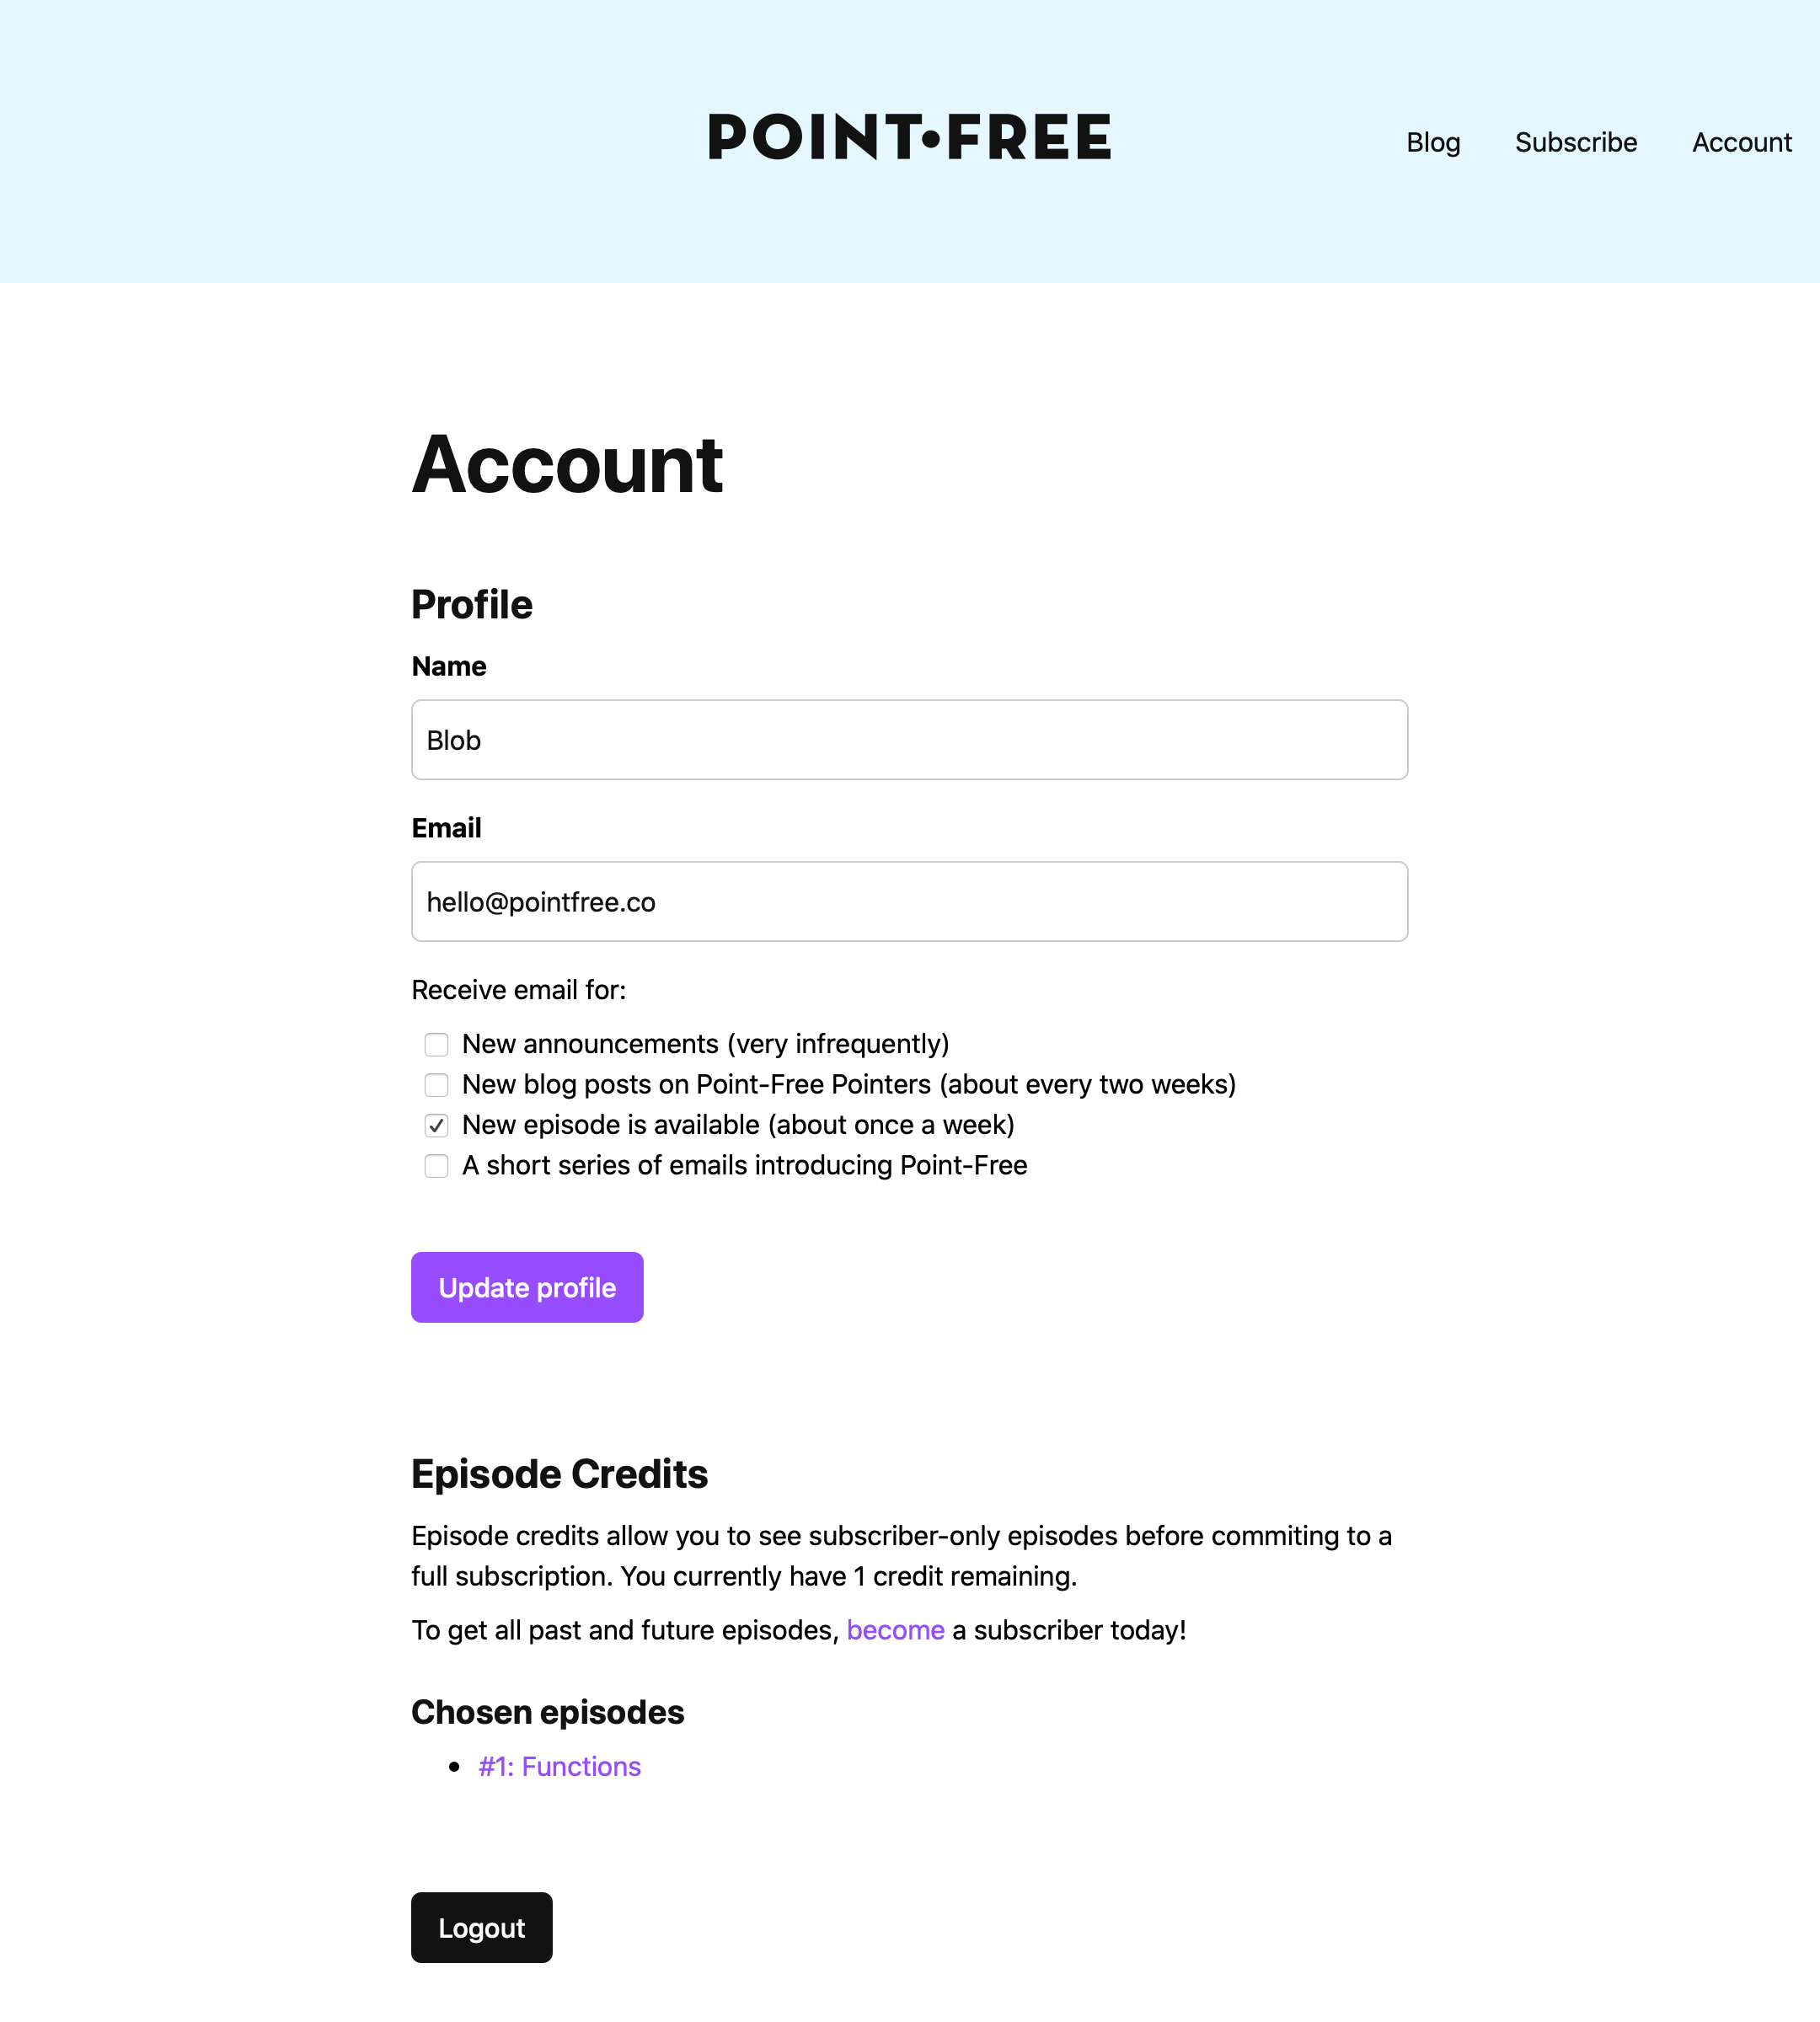 POINT•FREE
Blog Subscribe Account
Account
Profile
Name
Blob
Email
hello@pointfree.co
Receive email for:
New announcements (very infrequently)
New blog posts on Point-Free Pointers (about every two weeks)
New episode is available (about once a week)
A short series of emails introducing Point-Free
Update profile
Episode Credits
Episode credits allow you to see subscriber-only episodes before commiting to a
full subscription. You currently have 1 credit remaining.
To get all past and future episodes, become a subscriber today!
Chosen episodes
• #1: Functions
Logout